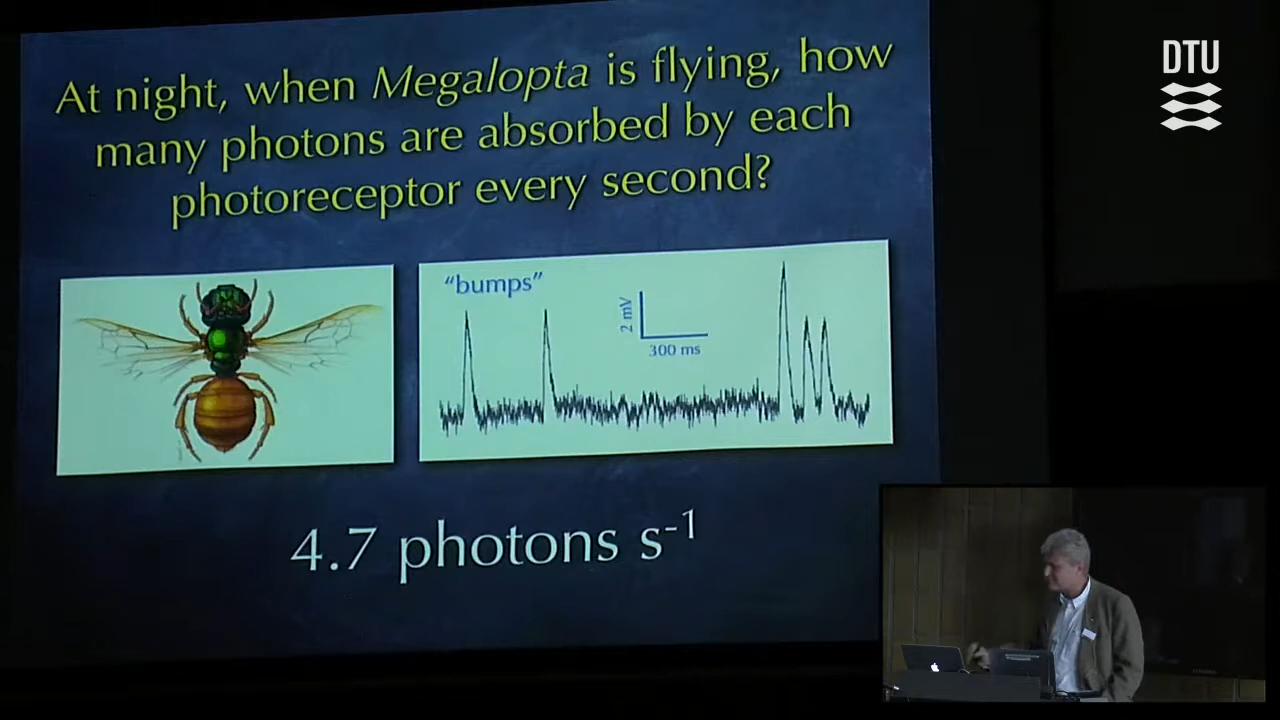 At night, when Megalopta is flying, how
many photons are absorbed by each
photoreceptor every second?
"bumps"
2 mV
300 ms
4.7 photons s-1
DTU